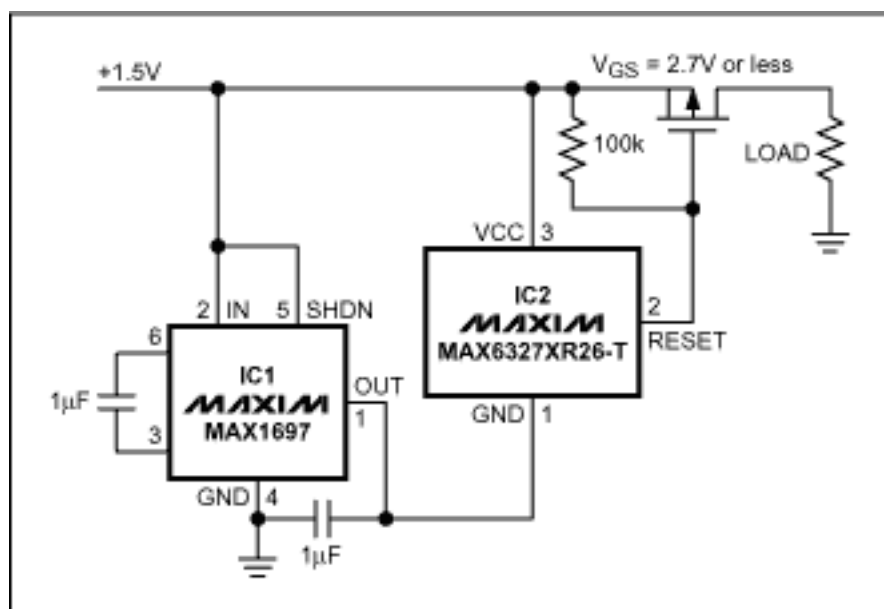 +1.5V
VGS = 2.7V or less
100k
LOAD
VCC 3
2 IN
5 SHDN
IC2
MAXIM
MAX6327XR26-T
2
RESET
6
IC1
MAXIM
MAX1697
OUT
1
1µF
3
GND 1
GND 4
1µF